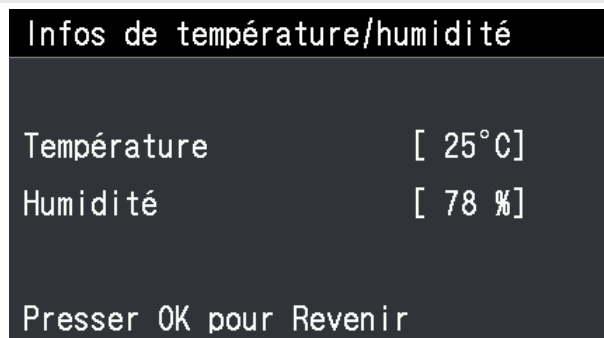 Infos de température/humidité
Température [ 25°C]
Humidité [ 78 %]
Presser OK pour Revenir